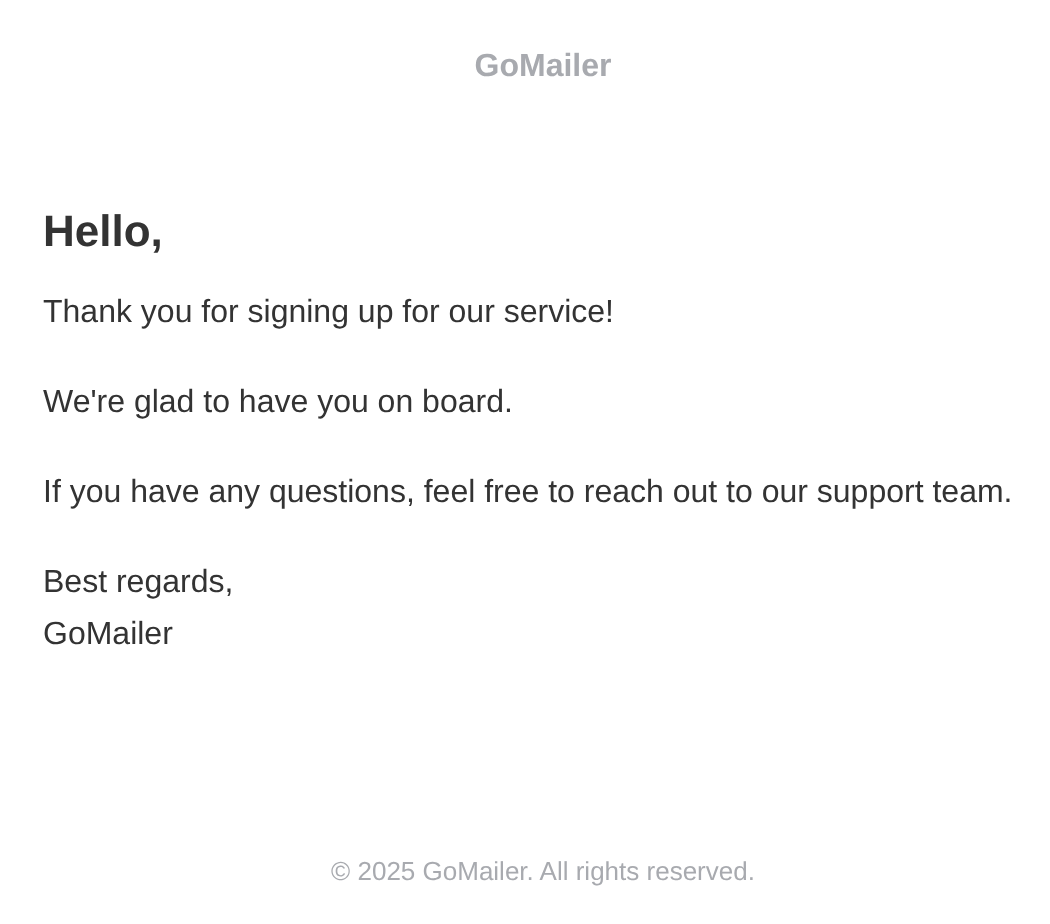 GoMailer
Hello,
Thank you for signing up for our service!
We're glad to have you on board.
If you have any questions, feel free to reach out to our support team.
Best regards,
GoMailer
© 2025 GoMailer. All rights reserved.